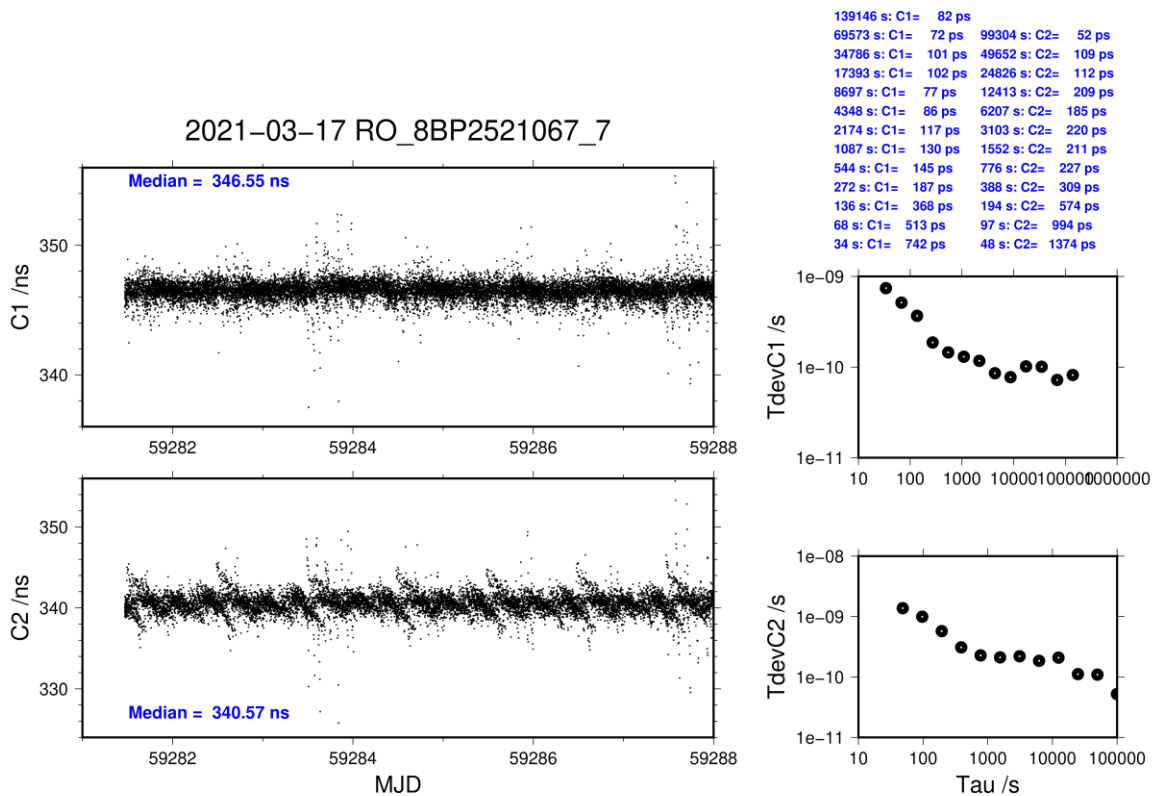 139146 s: C1= 82 ps
69573 s: C1= 72 ps 99304 s: C2= 52 ps
34786 s: C1= 101 ps 49652 s: C2= 109 ps
17393 s: C1= 102 ps 24826 s: C2= 112 ps
8697 s: C1= 77 ps 12413 s: C2= 209 ps
4348 s: C1= 86 ps 6207 s: C2= 185 ps
2174 s: C1= 117 ps 3103 s: C2= 220 ps
1087 s: C1= 130 ps 1552 s: C2= 211 ps
544 s: C1= 145 ps 776 s: C2= 227 ps
272 s: C1= 187 ps 388 s: C2= 309 ps
136 s: C1= 368 ps 194 s: C2= 574 ps
68 s: C1= 513 ps 97 s: C2= 994 ps
34 s: C1= 742 ps 48 s: C2= 1374 ps
2021−03−17 RO_8BP2521067_7
Median = 346.55 ns
350
340
C1 /ns
59282 59284 59286 59288
1e−09
1e−10
1e−11
TdevC1 /s
10 100 1000 10000 100000 1000000
350
340
330
C2 /ns
Median = 340.57 ns
59282 59284 59286 59288
MJD
1e−08
1e−09
1e−10
1e−11
TdevC2 /s
10 100 1000 10000 100000
Tau /s